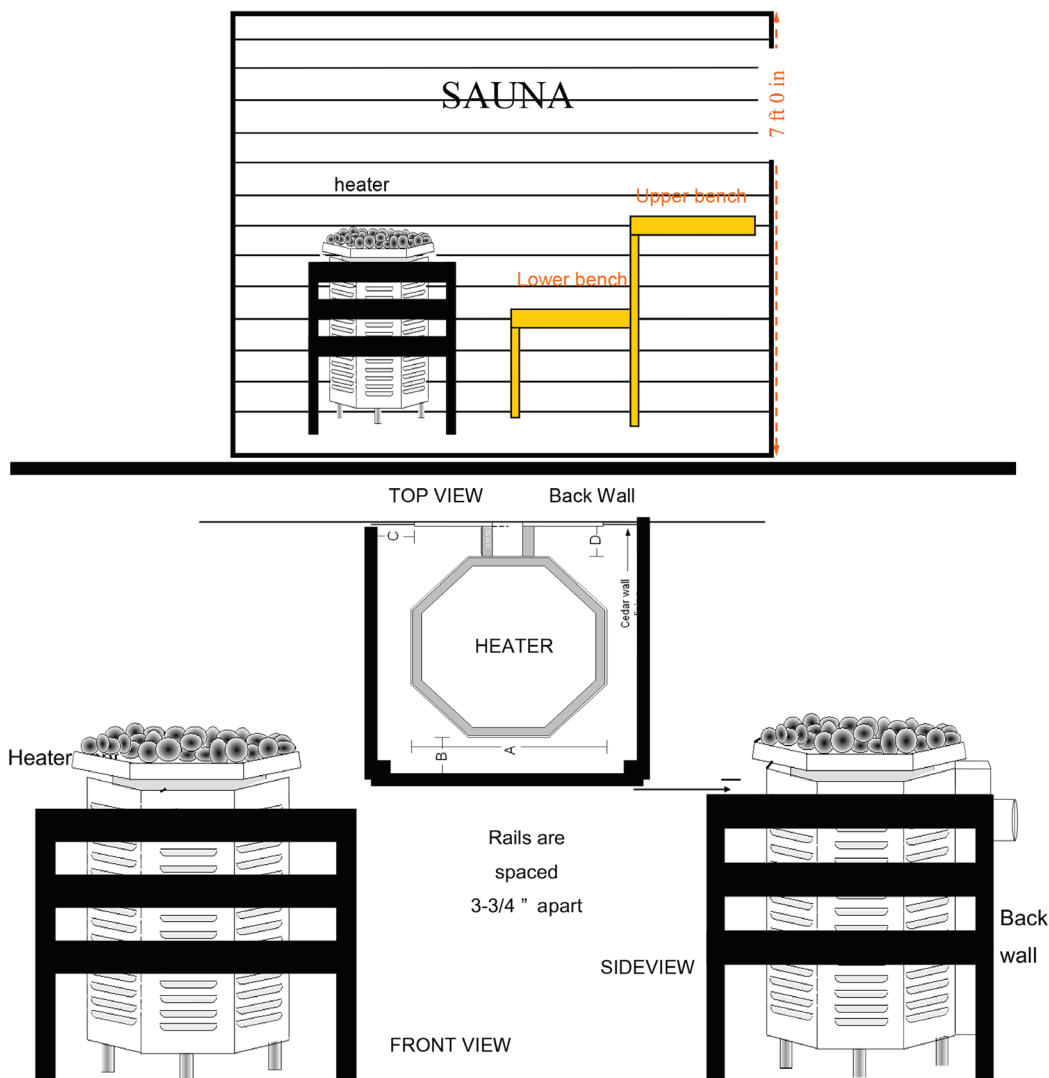 SAUNA
7 ft 0 in
heater
Upper bench
Lower bench
TOP VIEW
Back Wall
C
D
Cedar wall
HEATER
A
B
Heater
Rails are
spaced
3-3/4 ” apart
Back
wall
SIDEVIEW
FRONT VIEW